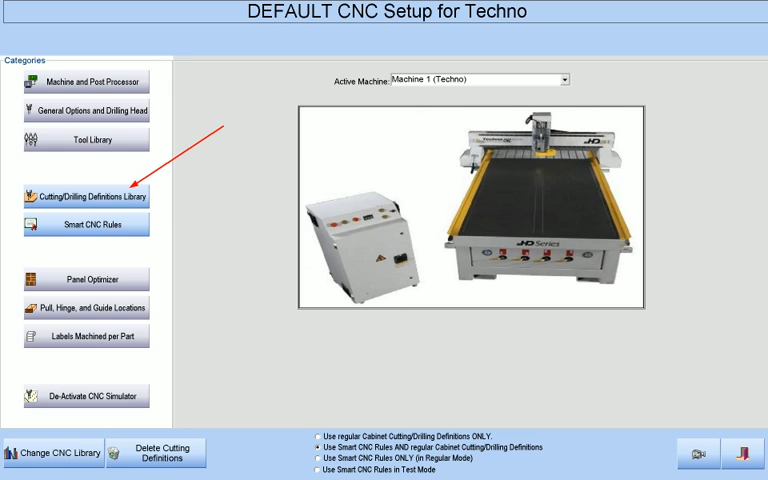 DEFAULT CNC Setup for Techno
Categories
Machine and Post Processor
General Options and Drilling Head
Tool Library
Cutting/Drilling Definitions Library
Smart CNC Rules
Panel Optimizer
Pull, Hinge, and Guide Locations
Labels Machined per Part
De-Activate CNC Simulator
Active Machine:
Machine 1 (Techno)
HD
HD Series
Change CNC Library
Delete Cutting
Definitions
Use regular Cabinet Cutting/Drilling Definitions ONLY.
Use Smart CNC Rules AND regular Cabinet Cutting/Drilling Definitions
Use Smart CNC Rules ONLY (in Regular Mode)
Use Smart CNC Rules in Test Mode